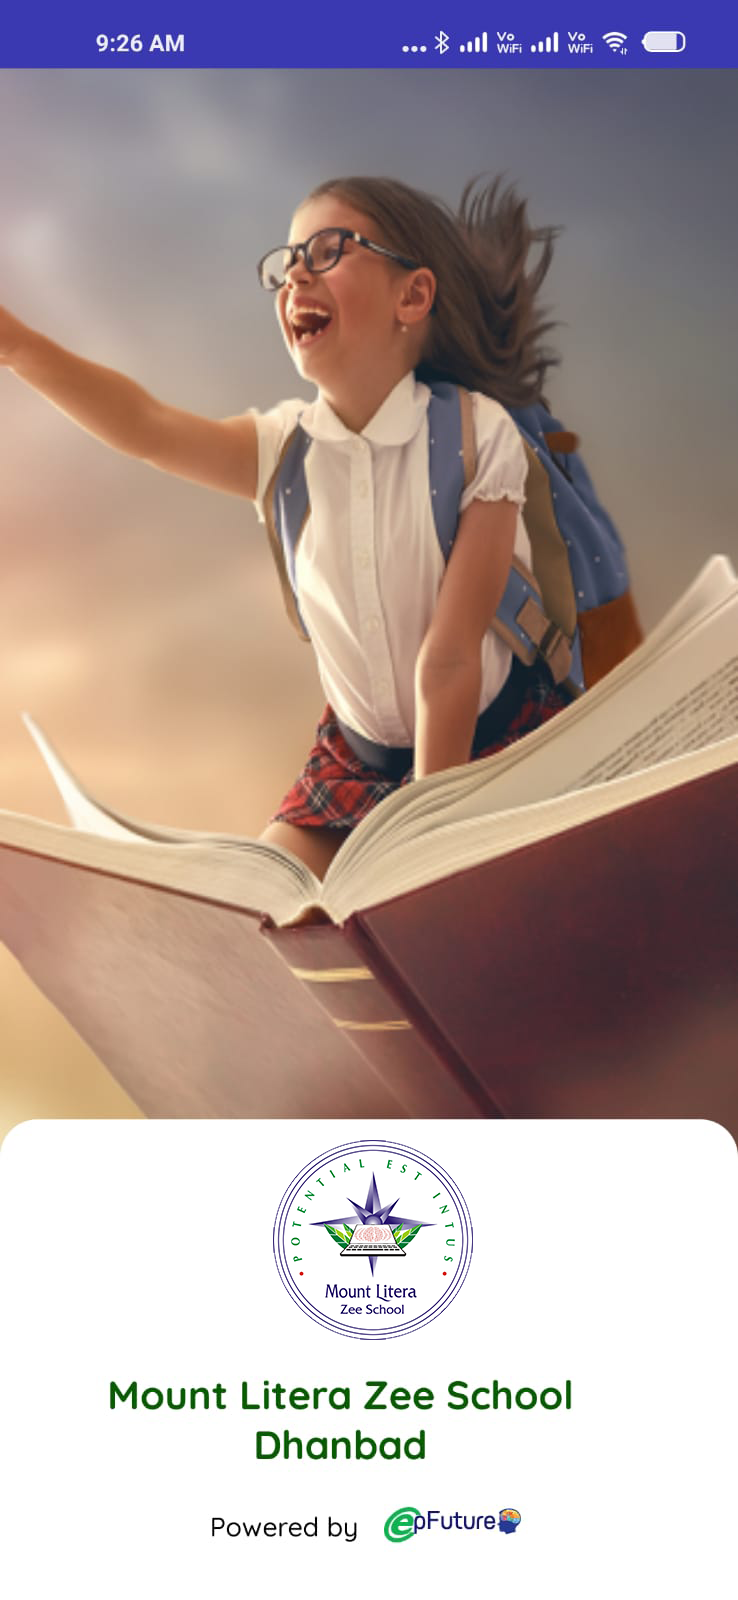 9:26 AM
Vo
WiFi
Vo
WiFi
POTENTIAL EST INTUS
Mount Litera
Zee School
Mount Litera Zee School
Dhanbad
Powered by epFuture